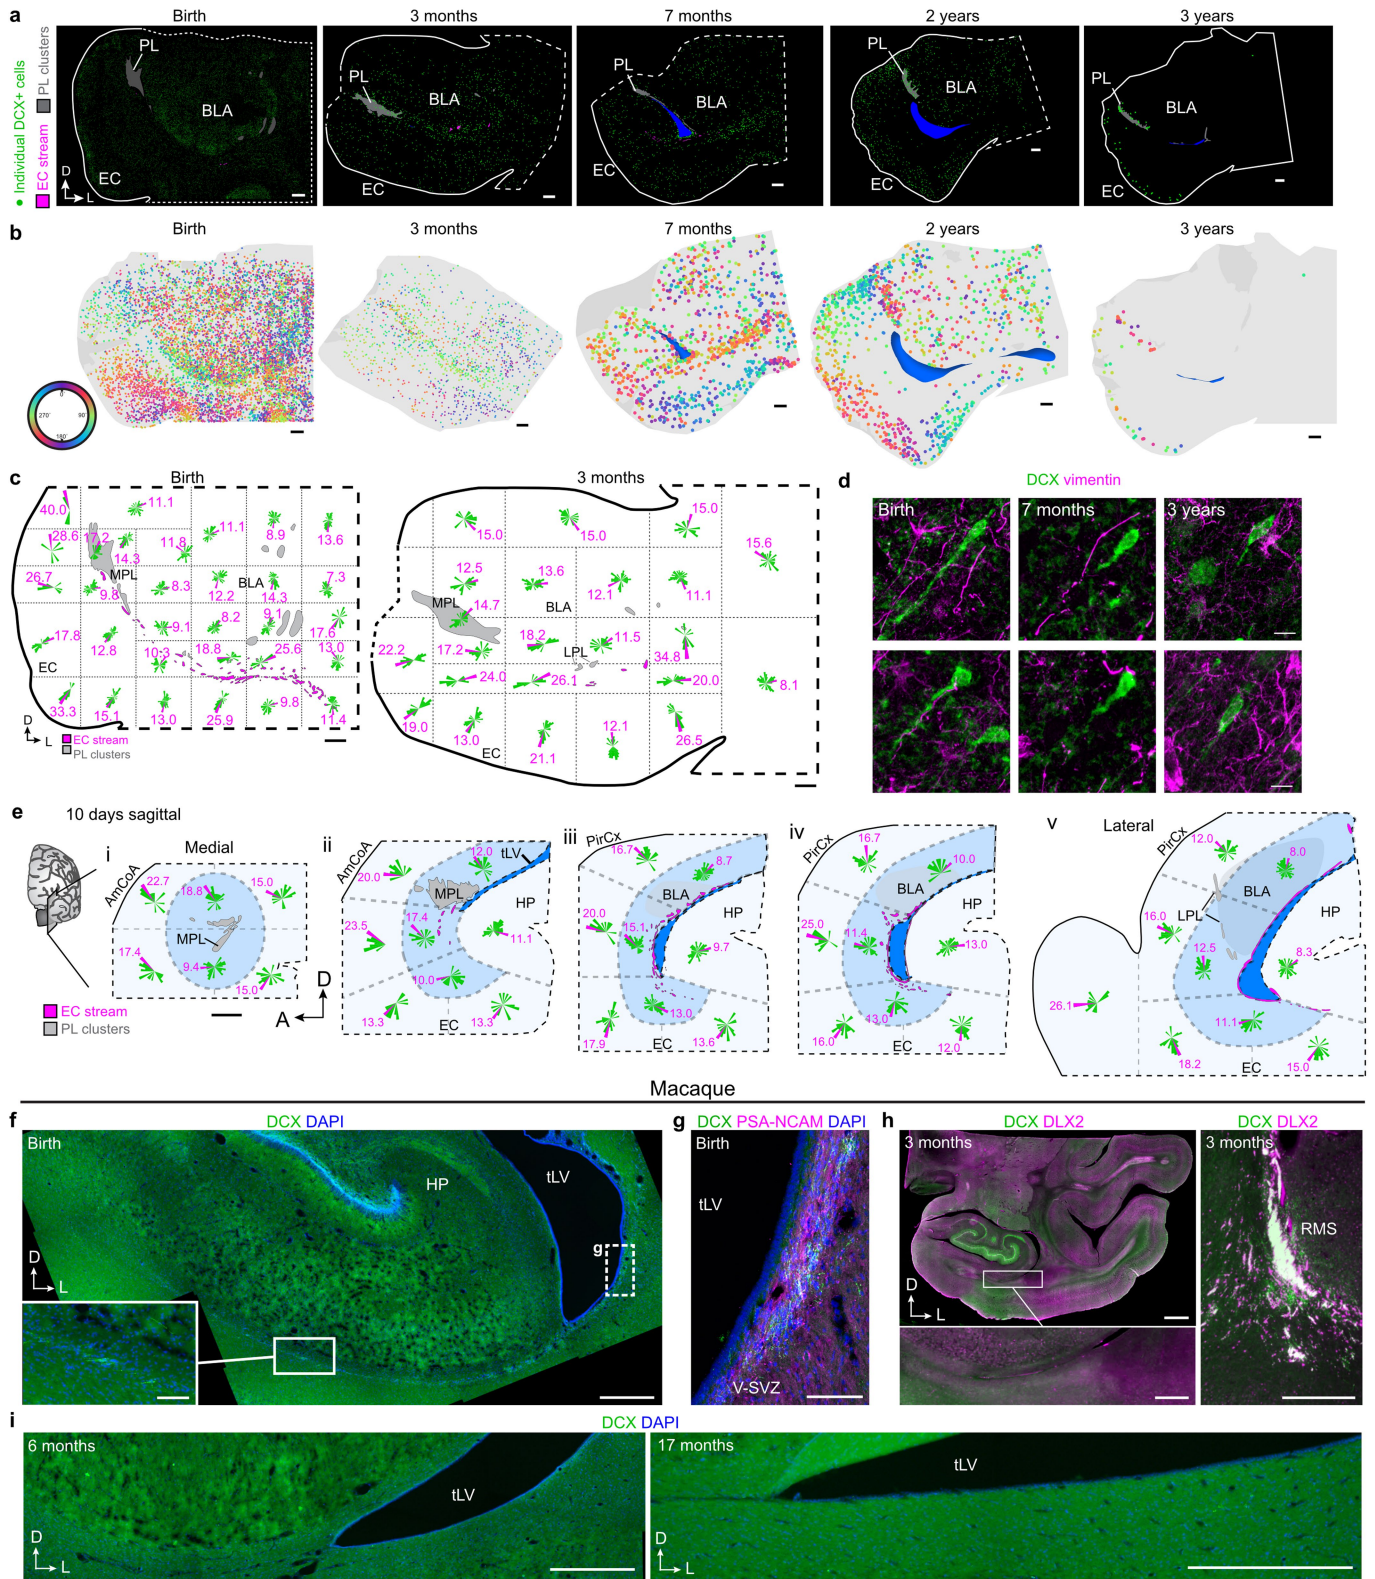 a
Birth
3 months
7 months
2 years
3 years
Individual DCX+ cells
EC stream
PL clusters
PL
BLA
EC
D
L
PL
BLA
EC
PL
BLA
EC
PL
BLA
EC
PL
BLA
EC
b
Birth
3 months
7 months
2 years
3 years
0°
90°
180°
270°
c
Birth
40.0
11.1
11.1
8.9
13.6
28.6
17.2
14.3
11.8
MPL
26.7
9.8
8.3
12.2
BLA
14.3
7.3
17.8
12.8
9.1
8.2
9.1
17.6
10.3
18.8
25.6
13.0
EC
33.3
15.1
13.0
25.9
9.8
11.4
D
L
EC stream
PL clusters
3 months
15.0
15.0
15.0
15.6
12.5
13.6
12.1
11.1
MPL
14.7
BLA
22.2
17.2
18.2
11.5
LPL
34.8
24.0
26.1
20.0
8.1
19.0
13.0
21.1
12.1
26.5
EC
d
DCX vimentin
Birth
7 months
3 years
e
10 days sagittal
i
Medial
AmCoA
22.7
18.8
15.0
MPL
17.4
9.4
15.0
EC stream
PL clusters
D
A
ii
AmCoA
20.0
12.0
tLV
MPL
HP
23.5
17.4
11.1
10.0
13.3
EC
13.3
iii
PirCx
16.7
8.7
BLA
HP
20.0
15.1
9.7
13.0
17.9
EC
13.6
iv
PirCx
16.7
10.0
BLA
HP
25.0
11.4
13.0
13.0
16.0
EC
12.0
v
Lateral
PirCx
12.0
8.0
BLA
LPL
HP
16.0
12.5
8.3
26.1
11.1
18.2
EC
15.0
Macaque
f
DCX DAPI
Birth
HP
tLV
g
D
L
g
DCX PSA-NCAM DAPI
Birth
tLV
V-SVZ
h
DCX DLX2
3 months
D
L
DCX DLX2
3 months
RMS
i
DCX DAPI
6 months
tLV
D
L
17 months
tLV
D
L